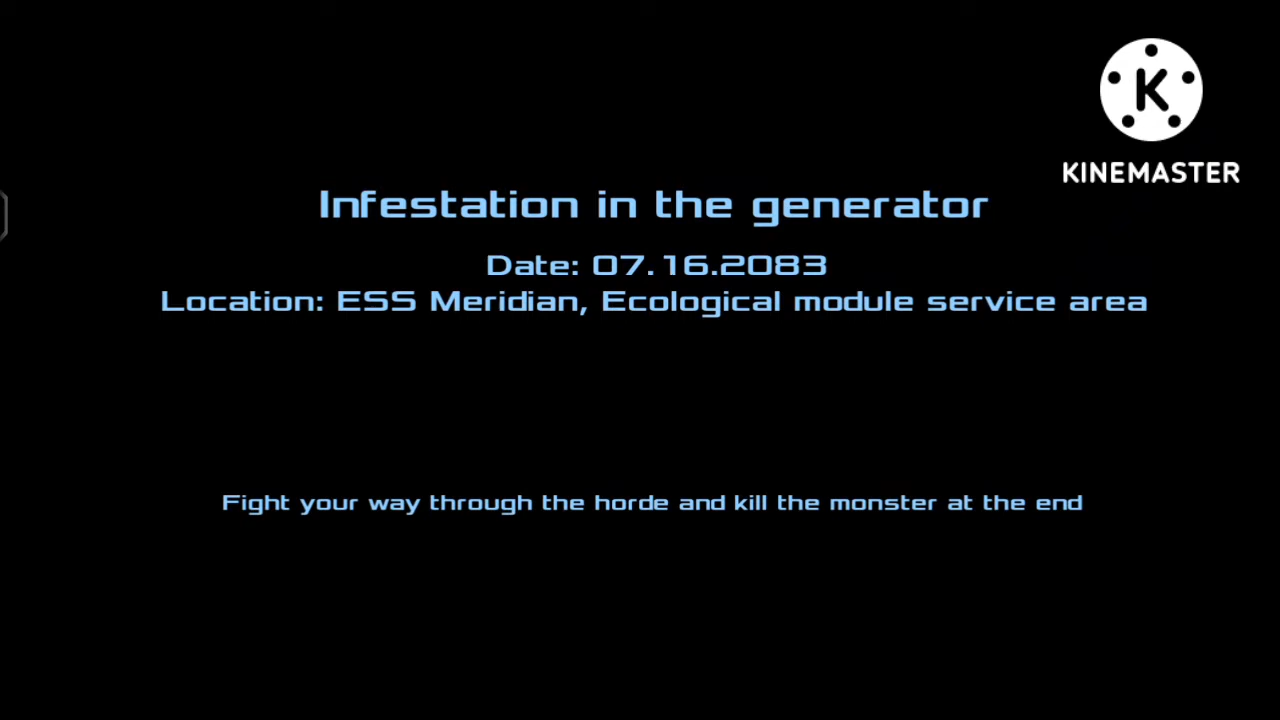 K
KINEMASTER
Infestation in the generator
Date: 07.16.2083
Location: ESS Meridian, Ecological module service area
Fight your way through the horde and kill the monster at the end